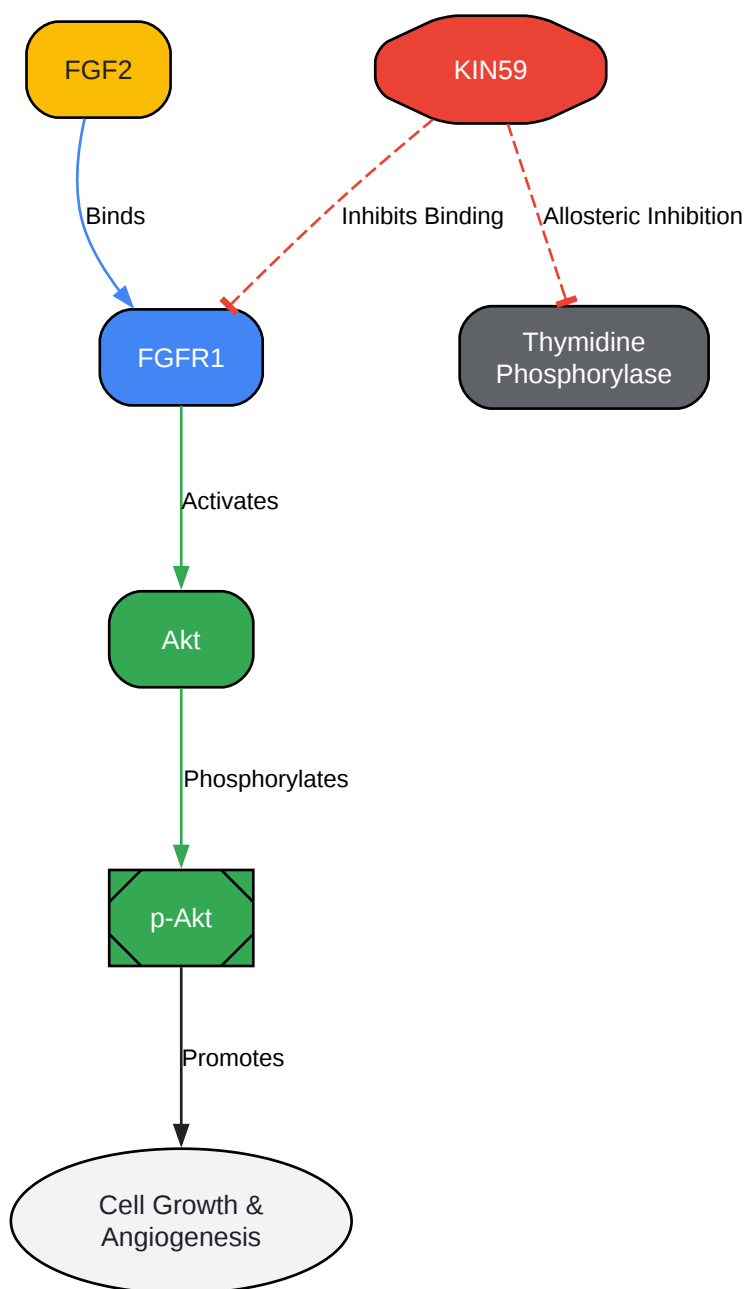 FGF2
KIN59
Binds
Inhibits Binding
Allosteric Inhibition
FGFR1
Thymidine
Phosphorylase
Activates
Akt
Phosphorylates
p-Akt
Promotes
Cell Growth &
Angiogenesis